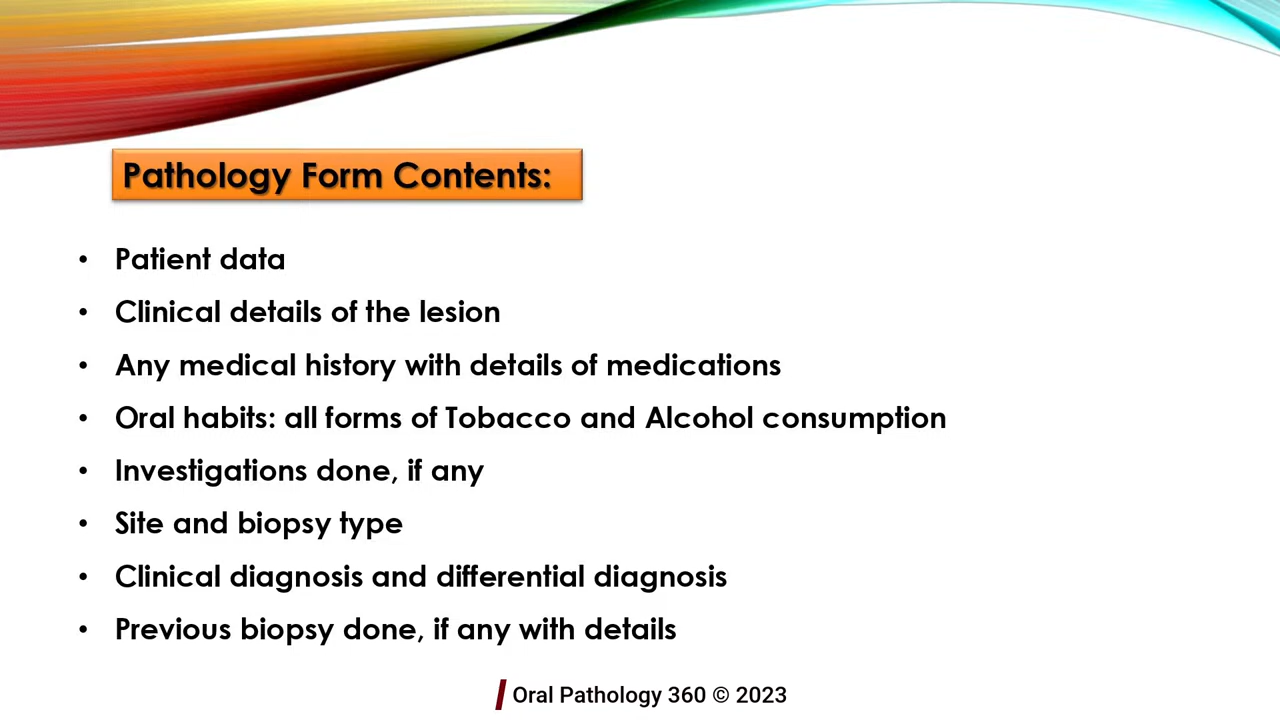 Pathology Form Contents:
• Patient data
• Clinical details of the lesion
• Any medical history with details of medications
• Oral habits: all forms of Tobacco and Alcohol consumption
• Investigations done, if any
• Site and biopsy type
• Clinical diagnosis and differential diagnosis
• Previous biopsy done, if any with details
Oral Pathology 360 © 2023